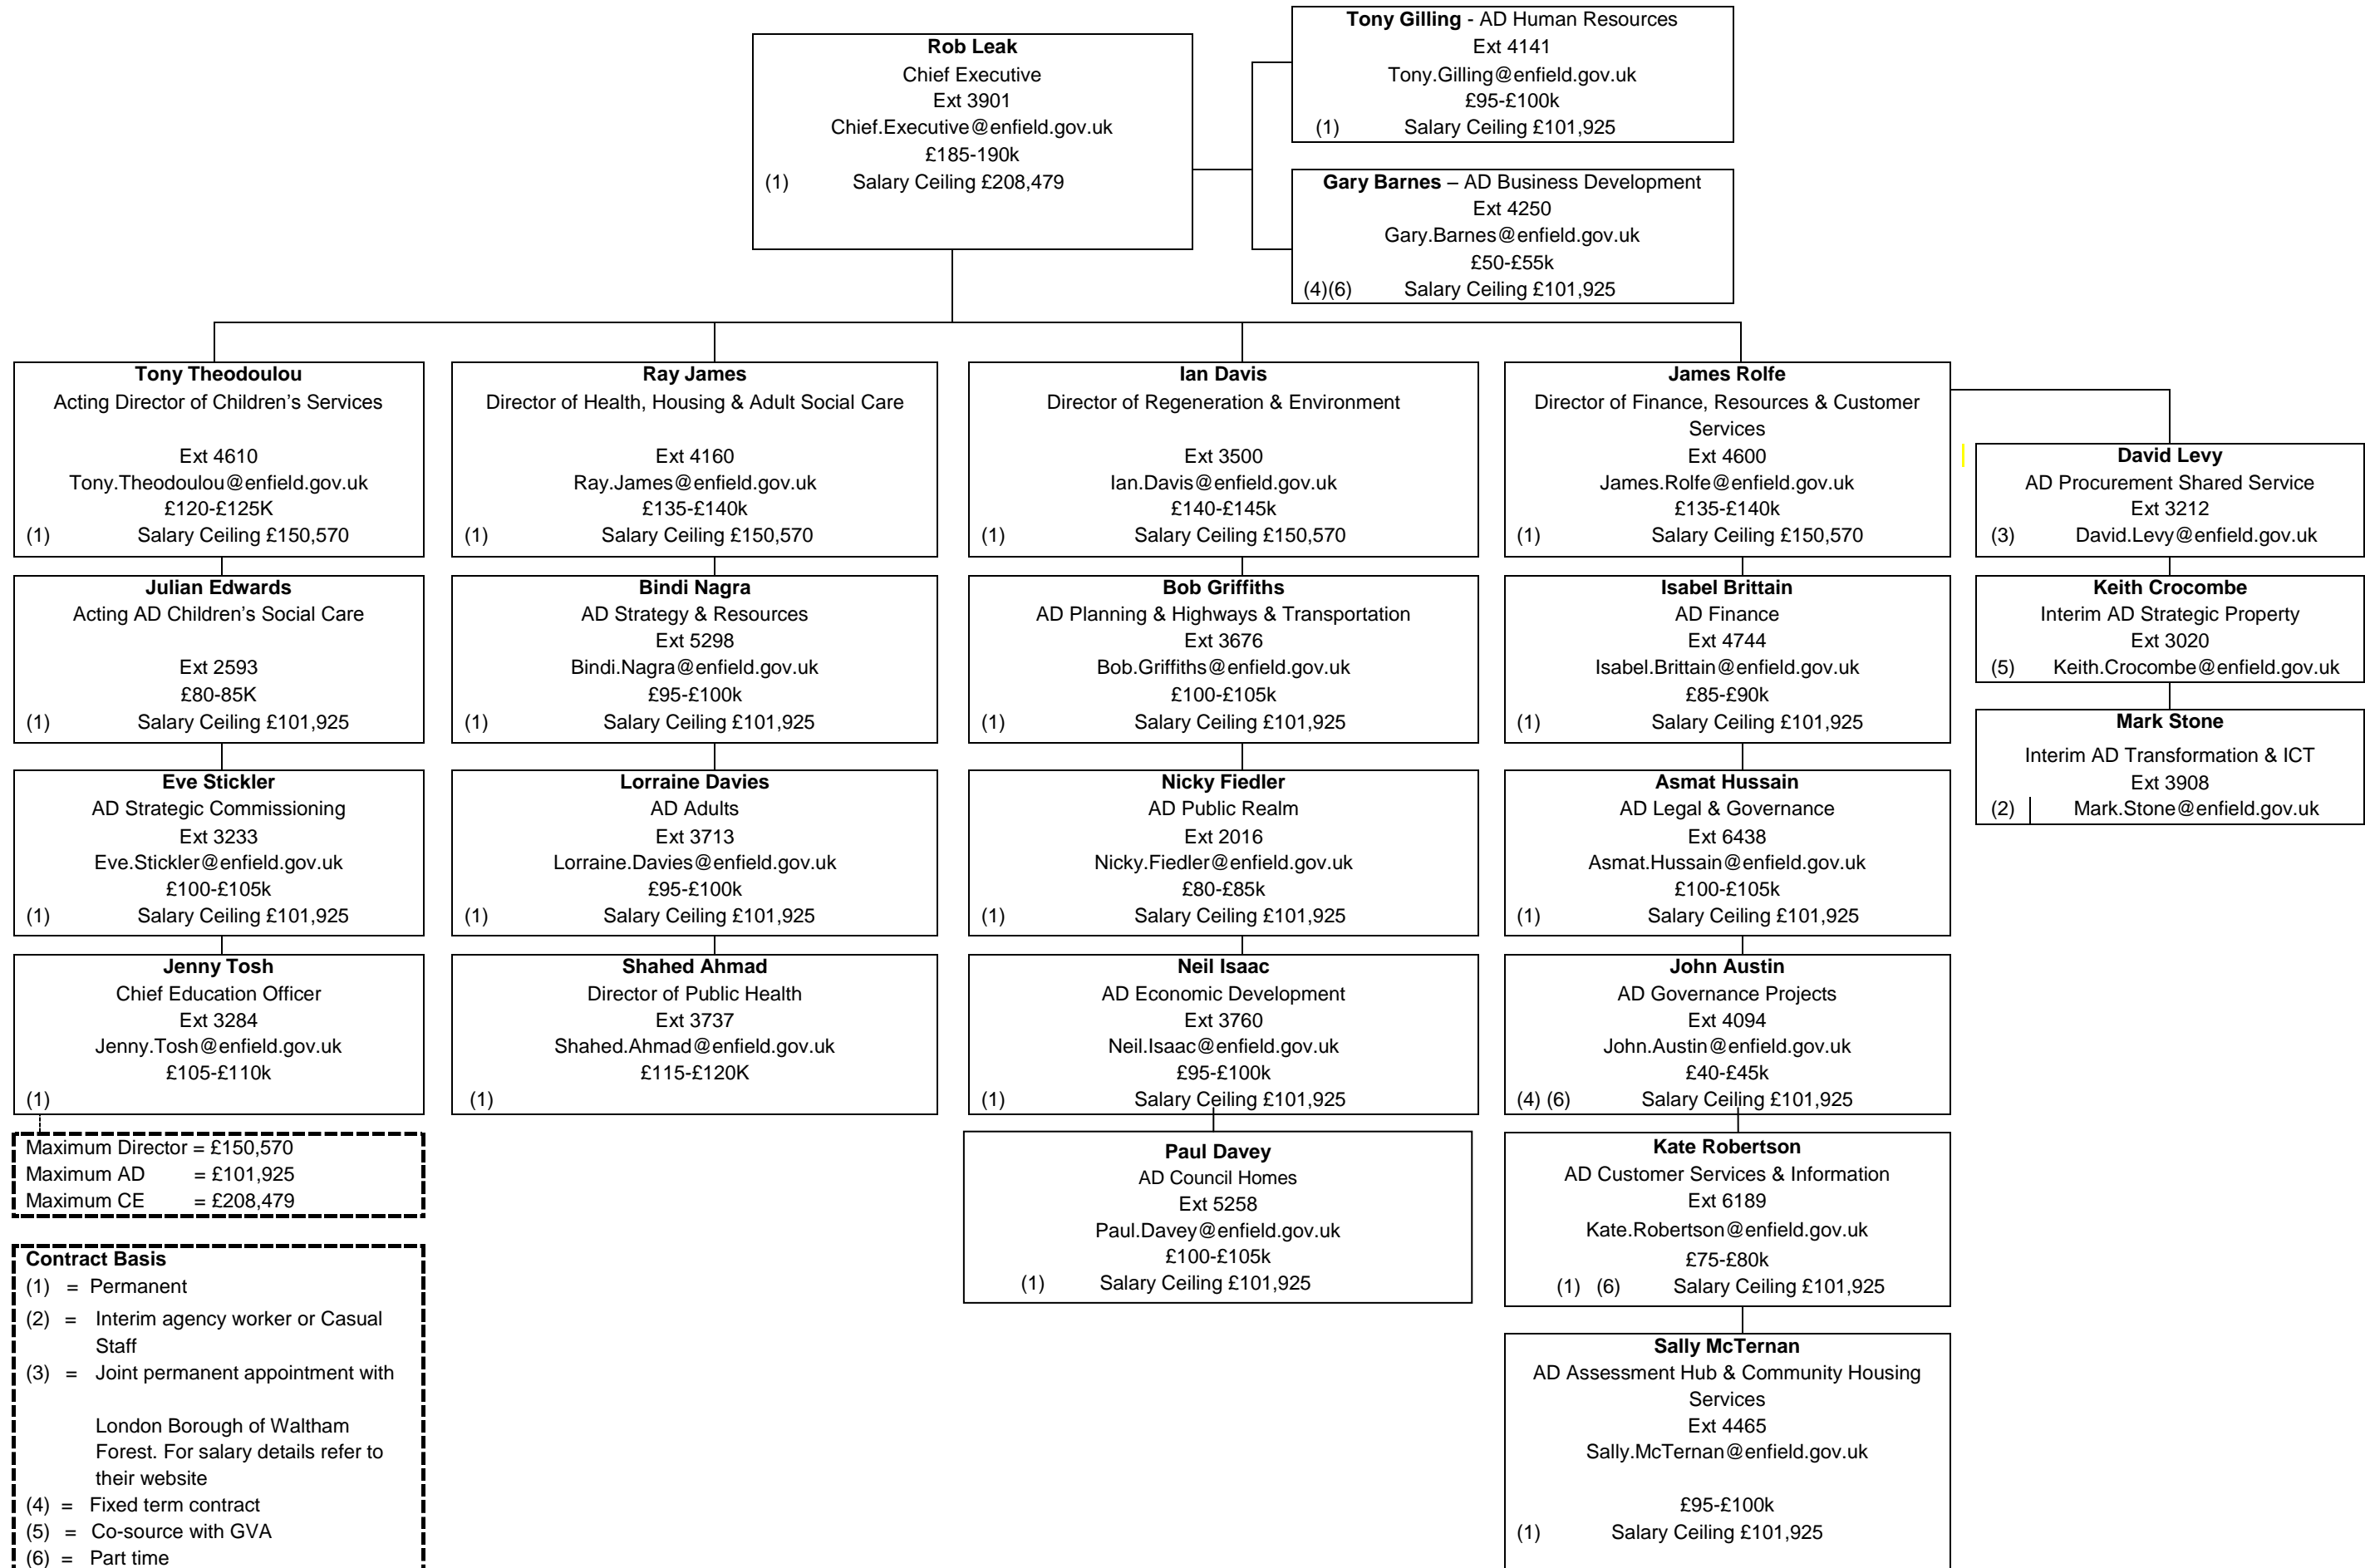 Rob Leak
Chief Executive
Ext 3901
Chief.Executive@enfield.gov.uk
£185-190k
(1) Salary Ceiling £208,479
Tony Gilling - AD Human Resources
Ext 4141
Tony.Gilling@enfield.gov.uk
£95-£100k
(1) Salary Ceiling £101,925
Gary Barnes – AD Business Development
Ext 4250
Gary.Barnes@enfield.gov.uk
£50-£55k
(4)(6) Salary Ceiling £101,925
Tony Theodoulou
Acting Director of Children’s Services
Ext 4610
Tony.Theodoulou@enfield.gov.uk
£120-£125K
(1) Salary Ceiling £150,570
Julian Edwards
Acting AD Children’s Social Care
Ext 2593
£80-85K
(1) Salary Ceiling £101,925
Eve Stickler
AD Strategic Commissioning
Ext 3233
Eve.Stickler@enfield.gov.uk
£100-£105k
(1) Salary Ceiling £101,925
Jenny Tosh
Chief Education Officer
Ext 3284
Jenny.Tosh@enfield.gov.uk
£105-£110k
(1)
Ray James
Director of Health, Housing & Adult Social Care
Ext 4160
Ray.James@enfield.gov.uk
£135-£140k
(1) Salary Ceiling £150,570
Bindi Nagra
AD Strategy & Resources
Ext 5298
Bindi.Nagra@enfield.gov.uk
£95-£100k
(1) Salary Ceiling £101,925
Lorraine Davies
AD Adults
Ext 3713
Lorraine.Davies@enfield.gov.uk
£95-£100k
(1) Salary Ceiling £101,925
Shahed Ahmad
Director of Public Health
Ext 3737
Shahed.Ahmad@enfield.gov.uk
£115-£120K
(1)
Ian Davis
Director of Regeneration & Environment
Ext 3500
Ian.Davis@enfield.gov.uk
£140-£145k
(1) Salary Ceiling £150,570
Bob Griffiths
AD Planning & Highways & Transportation
Ext 3676
Bob.Griffiths@enfield.gov.uk
£100-£105k
(1) Salary Ceiling £101,925
Nicky Fiedler
AD Public Realm
Ext 2016
Nicky.Fiedler@enfield.gov.uk
£80-£85k
(1) Salary Ceiling £101,925
Neil Isaac
AD Economic Development
Ext 3760
Neil.Isaac@enfield.gov.uk
£95-£100k
(1) Salary Ceiling £101,925
Paul Davey
AD Council Homes
Ext 5258
Paul.Davey@enfield.gov.uk
£100-£105k
(1) Salary Ceiling £101,925
James Rolfe
Director of Finance, Resources & Customer
Services
Ext 4600
James.Rolfe@enfield.gov.uk
£135-£140k
(1) Salary Ceiling £150,570
Isabel Brittain
AD Finance
Ext 4744
Isabel.Brittain@enfield.gov.uk
£85-£90k
(1) Salary Ceiling £101,925
Asmat Hussain
AD Legal & Governance
Ext 6438
Asmat.Hussain@enfield.gov.uk
£100-£105k
(1) Salary Ceiling £101,925
John Austin
AD Governance Projects
Ext 4094
John.Austin@enfield.gov.uk
£40-£45k
(4) (6) Salary Ceiling £101,925
Kate Robertson
AD Customer Services & Information
Ext 6189
Kate.Robertson@enfield.gov.uk
£75-£80k
(1) (6) Salary Ceiling £101,925
Sally McTernan
AD Assessment Hub & Community Housing
Services
Ext 4465
Sally.McTernan@enfield.gov.uk
£95-£100k
(1) Salary Ceiling £101,925
David Levy
AD Procurement Shared Service
Ext 3212
(3) David.Levy@enfield.gov.uk
Keith Crocombe
Interim AD Strategic Property
Ext 3020
(5) Keith.Crocombe@enfield.gov.uk
Mark Stone
Interim AD Transformation & ICT
Ext 3908
(2) Mark.Stone@enfield.gov.uk
Maximum Director = £150,570
Maximum AD = £101,925
Maximum CE = £208,479
Contract Basis
(1) = Permanent
(2) = Interim agency worker or Casual
Staff
(3) = Joint permanent appointment with
London Borough of Waltham
Forest. For salary details refer to
their website
(4) = Fixed term contract
(5) = Co-source with GVA
(6) = Part time